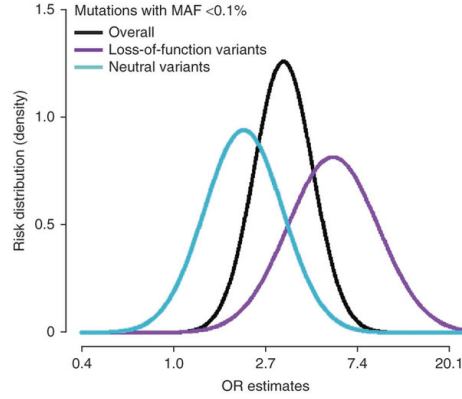 Mutations with MAF <0.1%
Overall
Loss-of-function variants
Neutral variants
Risk distribution (density)
1.5
1.0
0.5
0
0.4 1.0 2.7 7.4 20.1
OR estimates